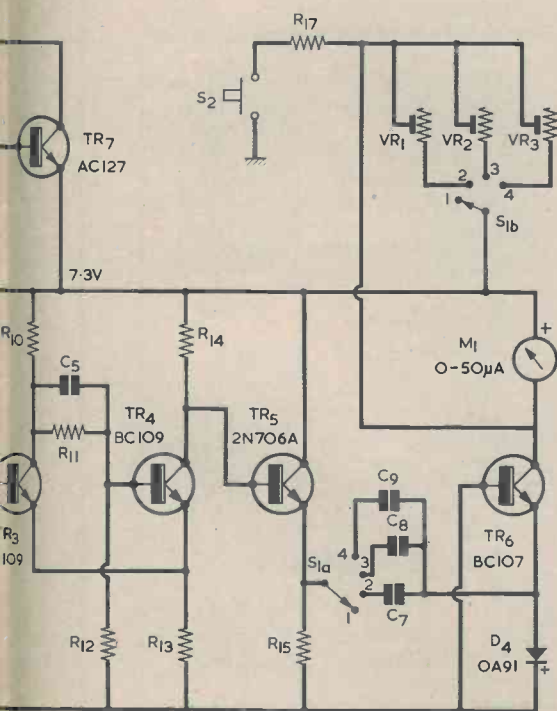 R17
S2
TR7
AC127
VR1
VR2
VR3
2
3
4
1
S1b
7·3V
+
R10
R14
M1
0-50µA
C5
TR4
BC109
TR5
2N706A
R11
C9
C8
TR6
BC107
R3
109
S1a
4
3
2
1
C7
R12
R13
R15
D4
OA91
+